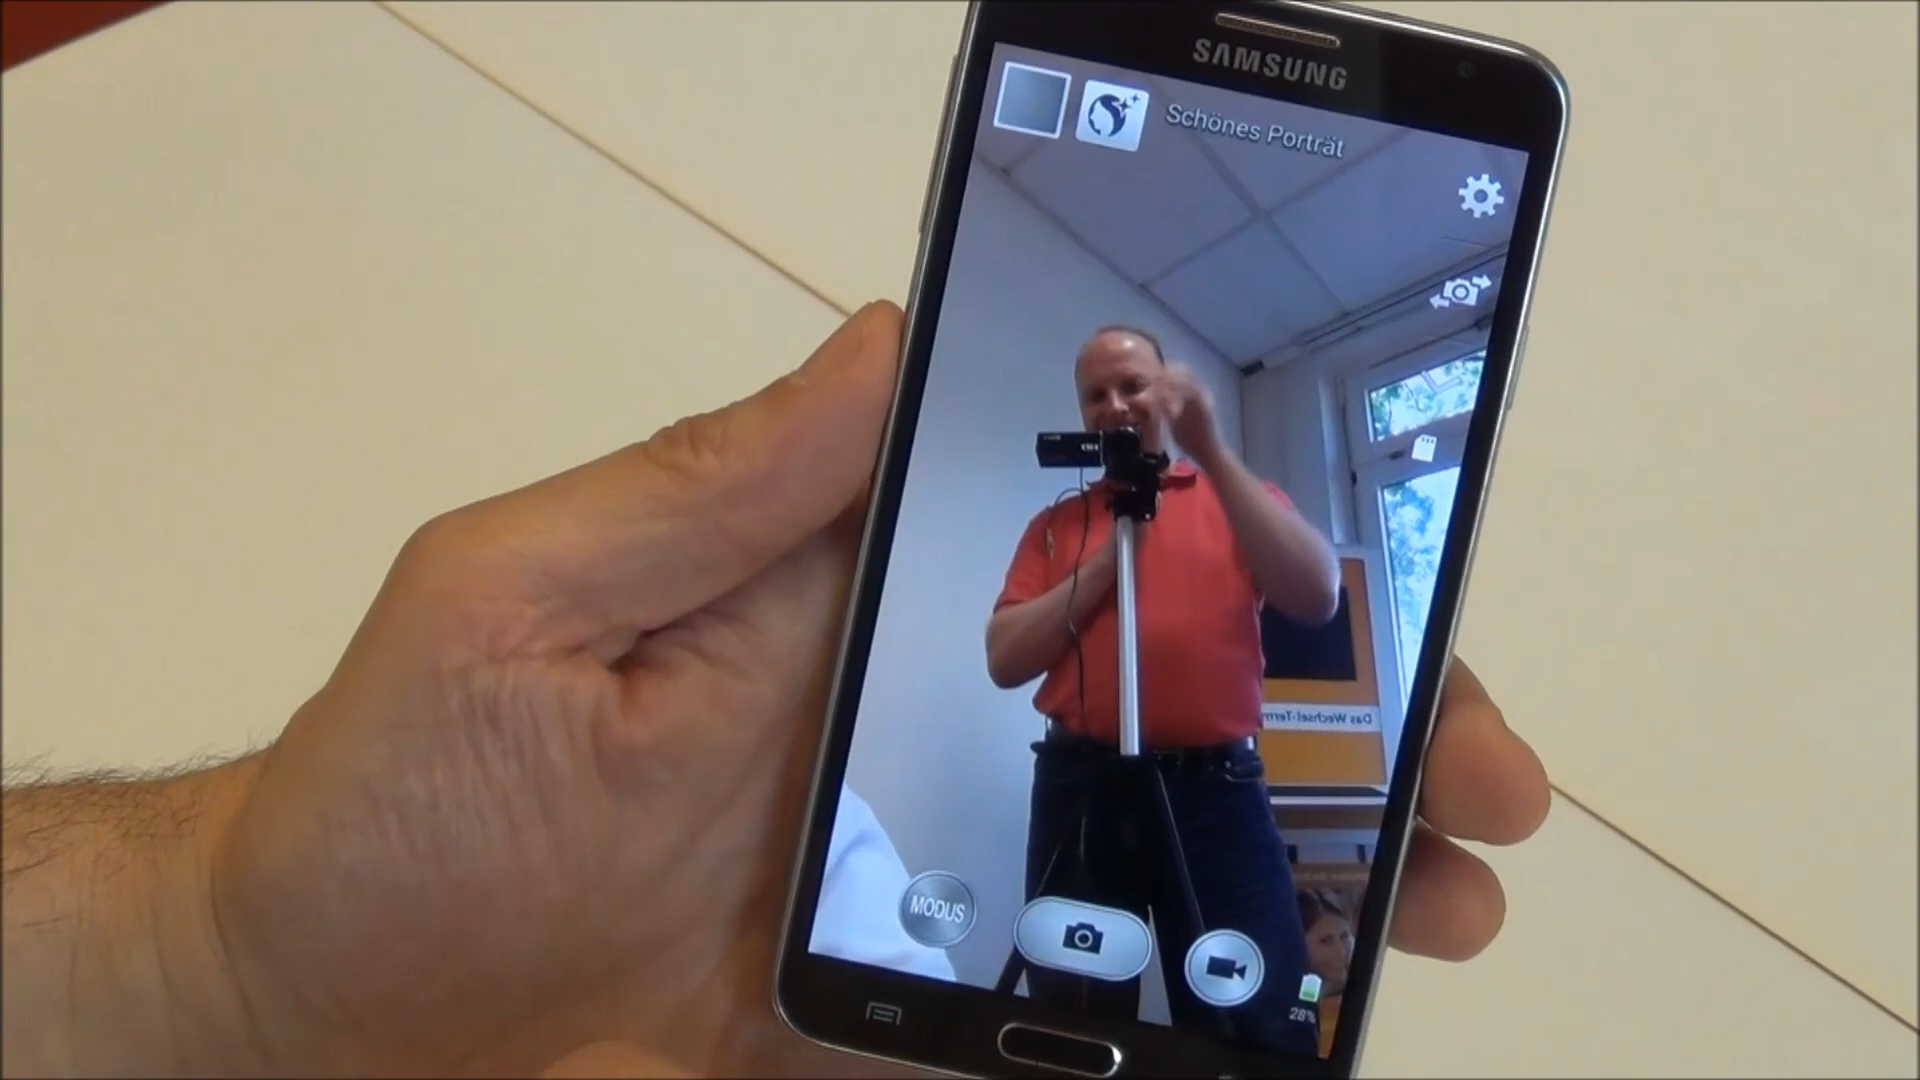 SAMSUNG
Schönes Porträt
Das Wechsel-Term
MODUS
28%